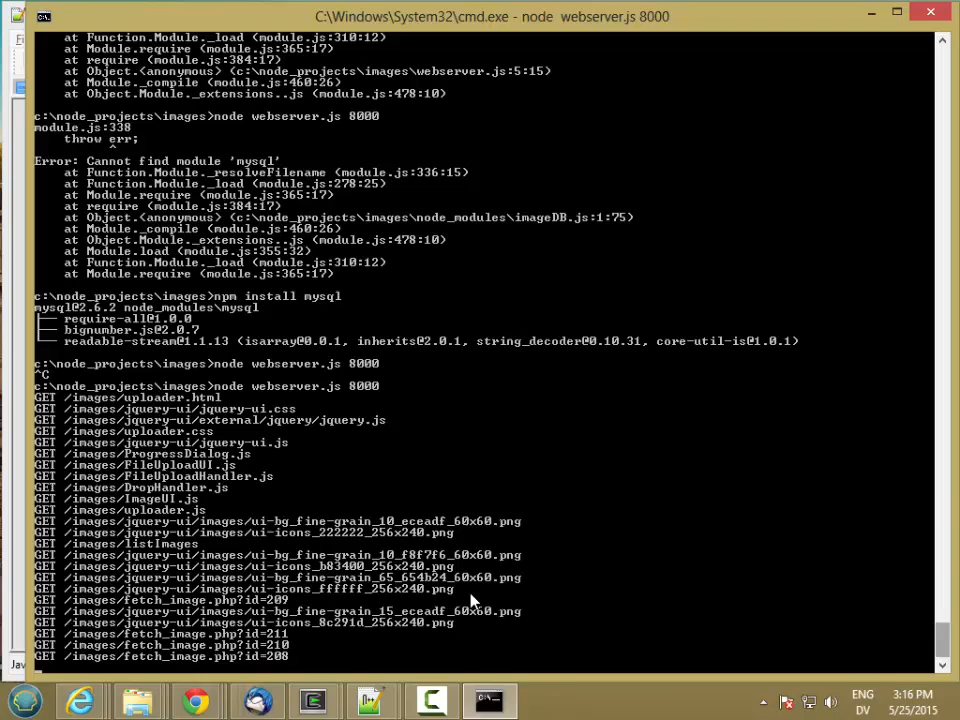 C:\Windows\System32\cmd.exe - node  webserver.js 8000
at Function.Module._load (module.js:310:12)
at Module.require (module.js:365:17)
at require (module.js:384:17)
at Object.(anonymous) (c:\node_projects\images\webserver.js:5:15)
at Module._compile (module.js:460:26)
at Object.Module._extensions..js (module.js:478:10)
c:\node_projects\images>node webserver.js 8000
module.js:338
throw err;
^
Error: Cannot find module 'mysql'
at Function.Module._resolveFilename (module.js:336:15)
at Function.Module._load (module.js:278:25)
at Module.require (module.js:365:17)
at require (module.js:384:17)
at Object.(anonymous) (c:\node_projects\images\node_modules\imageDB.js:1:75)
at Module._compile (module.js:460:26)
at Object.Module._extensions..js (module.js:478:10)
at Module.load (module.js:355:32)
at Function.Module._load (module.js:310:12)
at Module.require (module.js:365:17)
c:\node_projects\images>npm install mysql
mysql@2.6.2 node_modules\mysql
├── require-all@1.0.0
├── bignumber.js@2.0.7
└── readable-stream@1.1.13 (isarray@0.0.1, inherits@2.0.1, string_decoder@0.10.31, core-util-is@1.0.1)
c:\node_projects\images>node webserver.js 8000
^C
c:\node_projects\images>node webserver.js 8000
GET /images/uploader.html
GET /images/jquery-ui/jquery-ui.css
GET /images/jquery-ui/external/jquery/jquery.js
GET /images/uploader.css
GET /images/jquery-ui/jquery-ui.js
GET /images/ProgressDialog.js
GET /images/FileUploadUI.js
GET /images/FileUploadHandler.js
GET /images/DropHandler.js
GET /images/ImageUI.js
GET /images/uploader.js
GET /images/jquery-ui/images/ui-bg_fine-grain_10_eceadf_60x60.png
GET /images/jquery-ui/images/ui-icons_222222_256x240.png
GET /images/listImages
GET /images/jquery-ui/images/ui-bg_fine-grain_10_f8f7f6_60x60.png
GET /images/jquery-ui/images/ui-icons_b83400_256x240.png
GET /images/jquery-ui/images/ui-bg_fine-grain_65_654b24_60x60.png
GET /images/jquery-ui/images/ui-icons_ffffff_256x240.png
GET /images/fetch_image.php?id=209
GET /images/jquery-ui/images/ui-bg_fine-grain_15_eceadf_60x60.png
GET /images/jquery-ui/images/ui-icons_8c291d_256x240.png
GET /images/fetch_image.php?id=211
GET /images/fetch_image.php?id=210
GET /images/fetch_image.php?id=208
Jav
ENG
DV
3:16 PM
5/25/2015